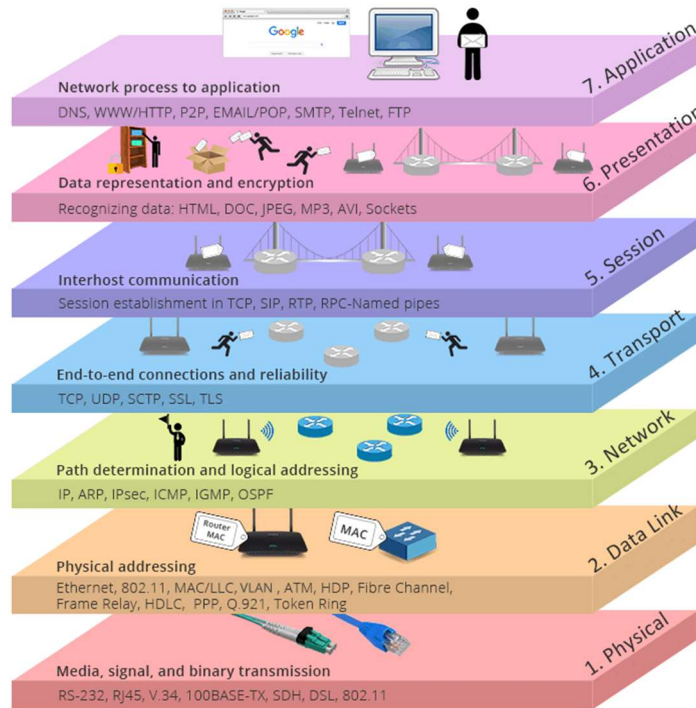 Google
Network process to application
7. Application
DNS, WWW/HTTP, P2P, EMAIL/POP, SMTP, Telnet, FTP
Data representation and encryption
6. Presentation
Recognizing data: HTML, DOC, JPEG, MP3, AVI, Sockets
Interhost communication
5. Session
Session establishment in TCP, SIP, RTP, RPC-Named pipes
End-to-end connections and reliability
4. Transport
TCP, UDP, SCTP, SSL, TLS
Path determination and logical addressing
3. Network
IP, ARP, IPsec, ICMP, IGMP, OSPF
Router
MAC
MAC
Physical addressing
2. Data Link
Ethernet, 802.11, MAC/LLC, VLAN , ATM, HDP, Fibre Channel,
Frame Relay, HDLC, PPP, Q.921, Token Ring
Media, signal, and binary transmission
1. Physical
RS-232, RJ45, V.34, 100BASE-TX, SDH, DSL, 802.11